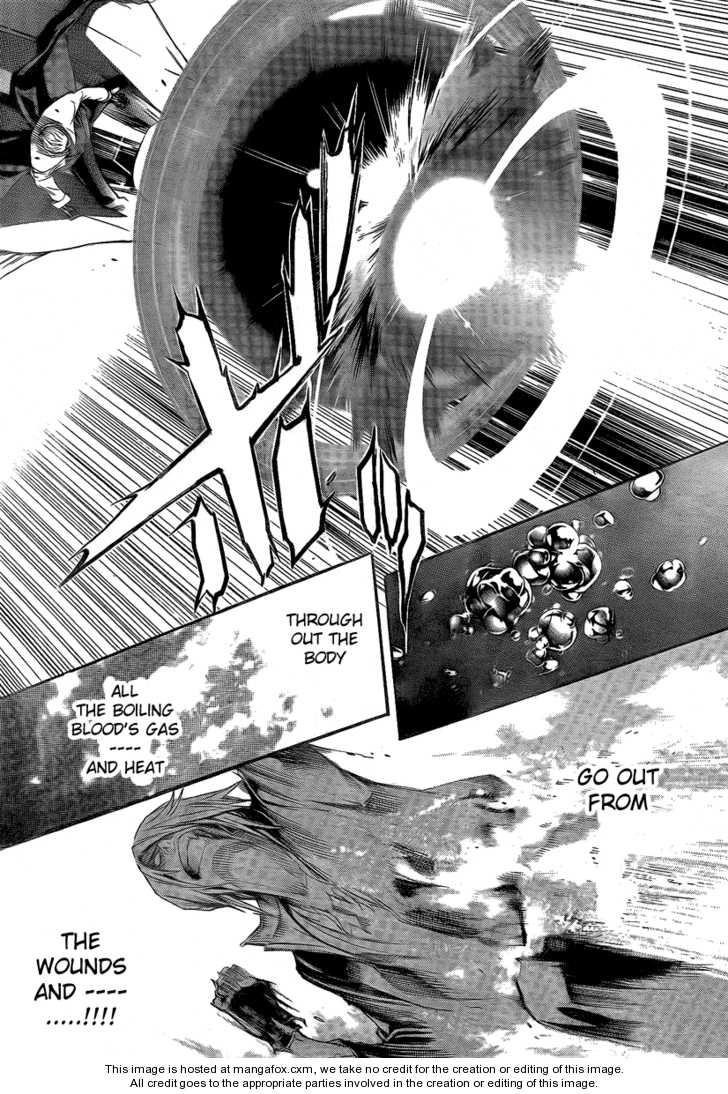 THROUGH
OUT THE
BODY
ALL
THE BOILING
BLOOD'S GAS
----
AND HEAT
GO OUT
FROM
THE
WOUNDS
AND ----
.....!!!!
This image is hosted at mangafox.cxm, we take no credit for the creation or editing of this image.
All credit goes to the appropriate parties involved in the creation or editing of this image.